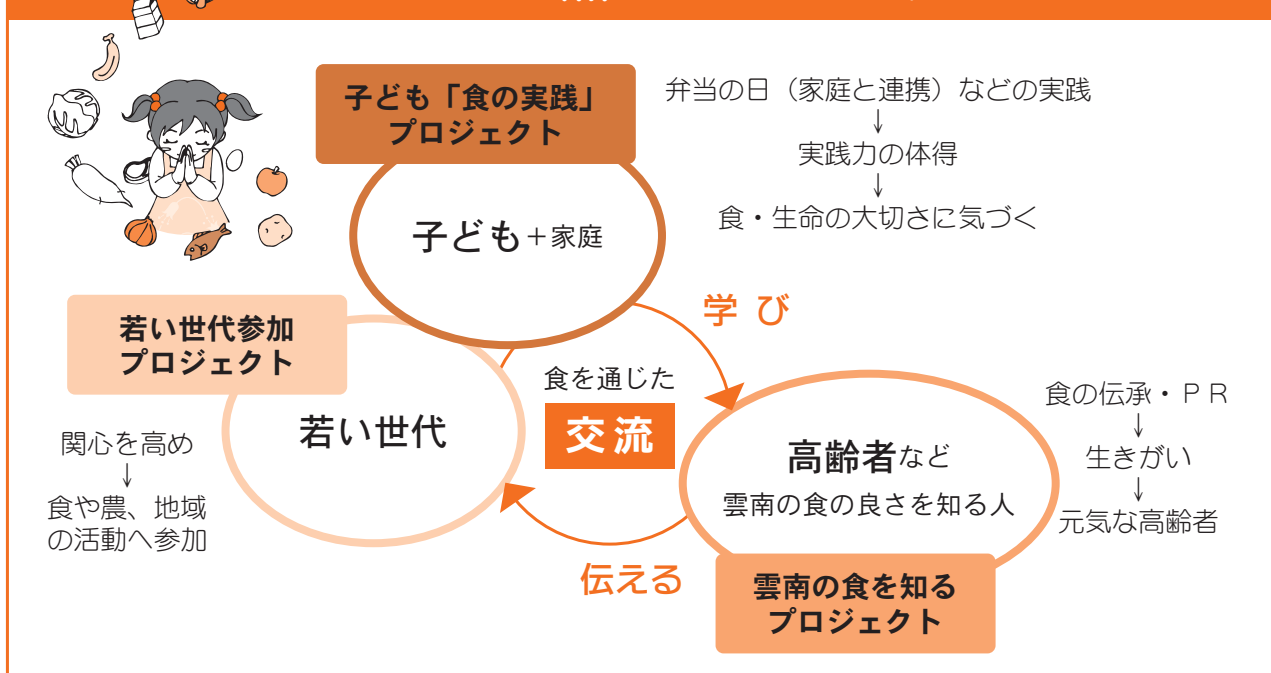 子ども「食の実践」
プロジェクト
子ども＋家庭
弁当の日（家庭と連携）などの実践
↓
実践力の体得
↓
食・生命の大切さに気づく
学び
若い世代参加
プロジェクト
若い世代
関心を高め
↓
食や農、地域
の活動へ参加
食を通じた
交流
高齢者など
雲南の食の良さを知る人
食の伝承・ＰＲ
↓
生きがい
↓
元気な高齢者
伝える
雲南の食を知る
プロジェクト